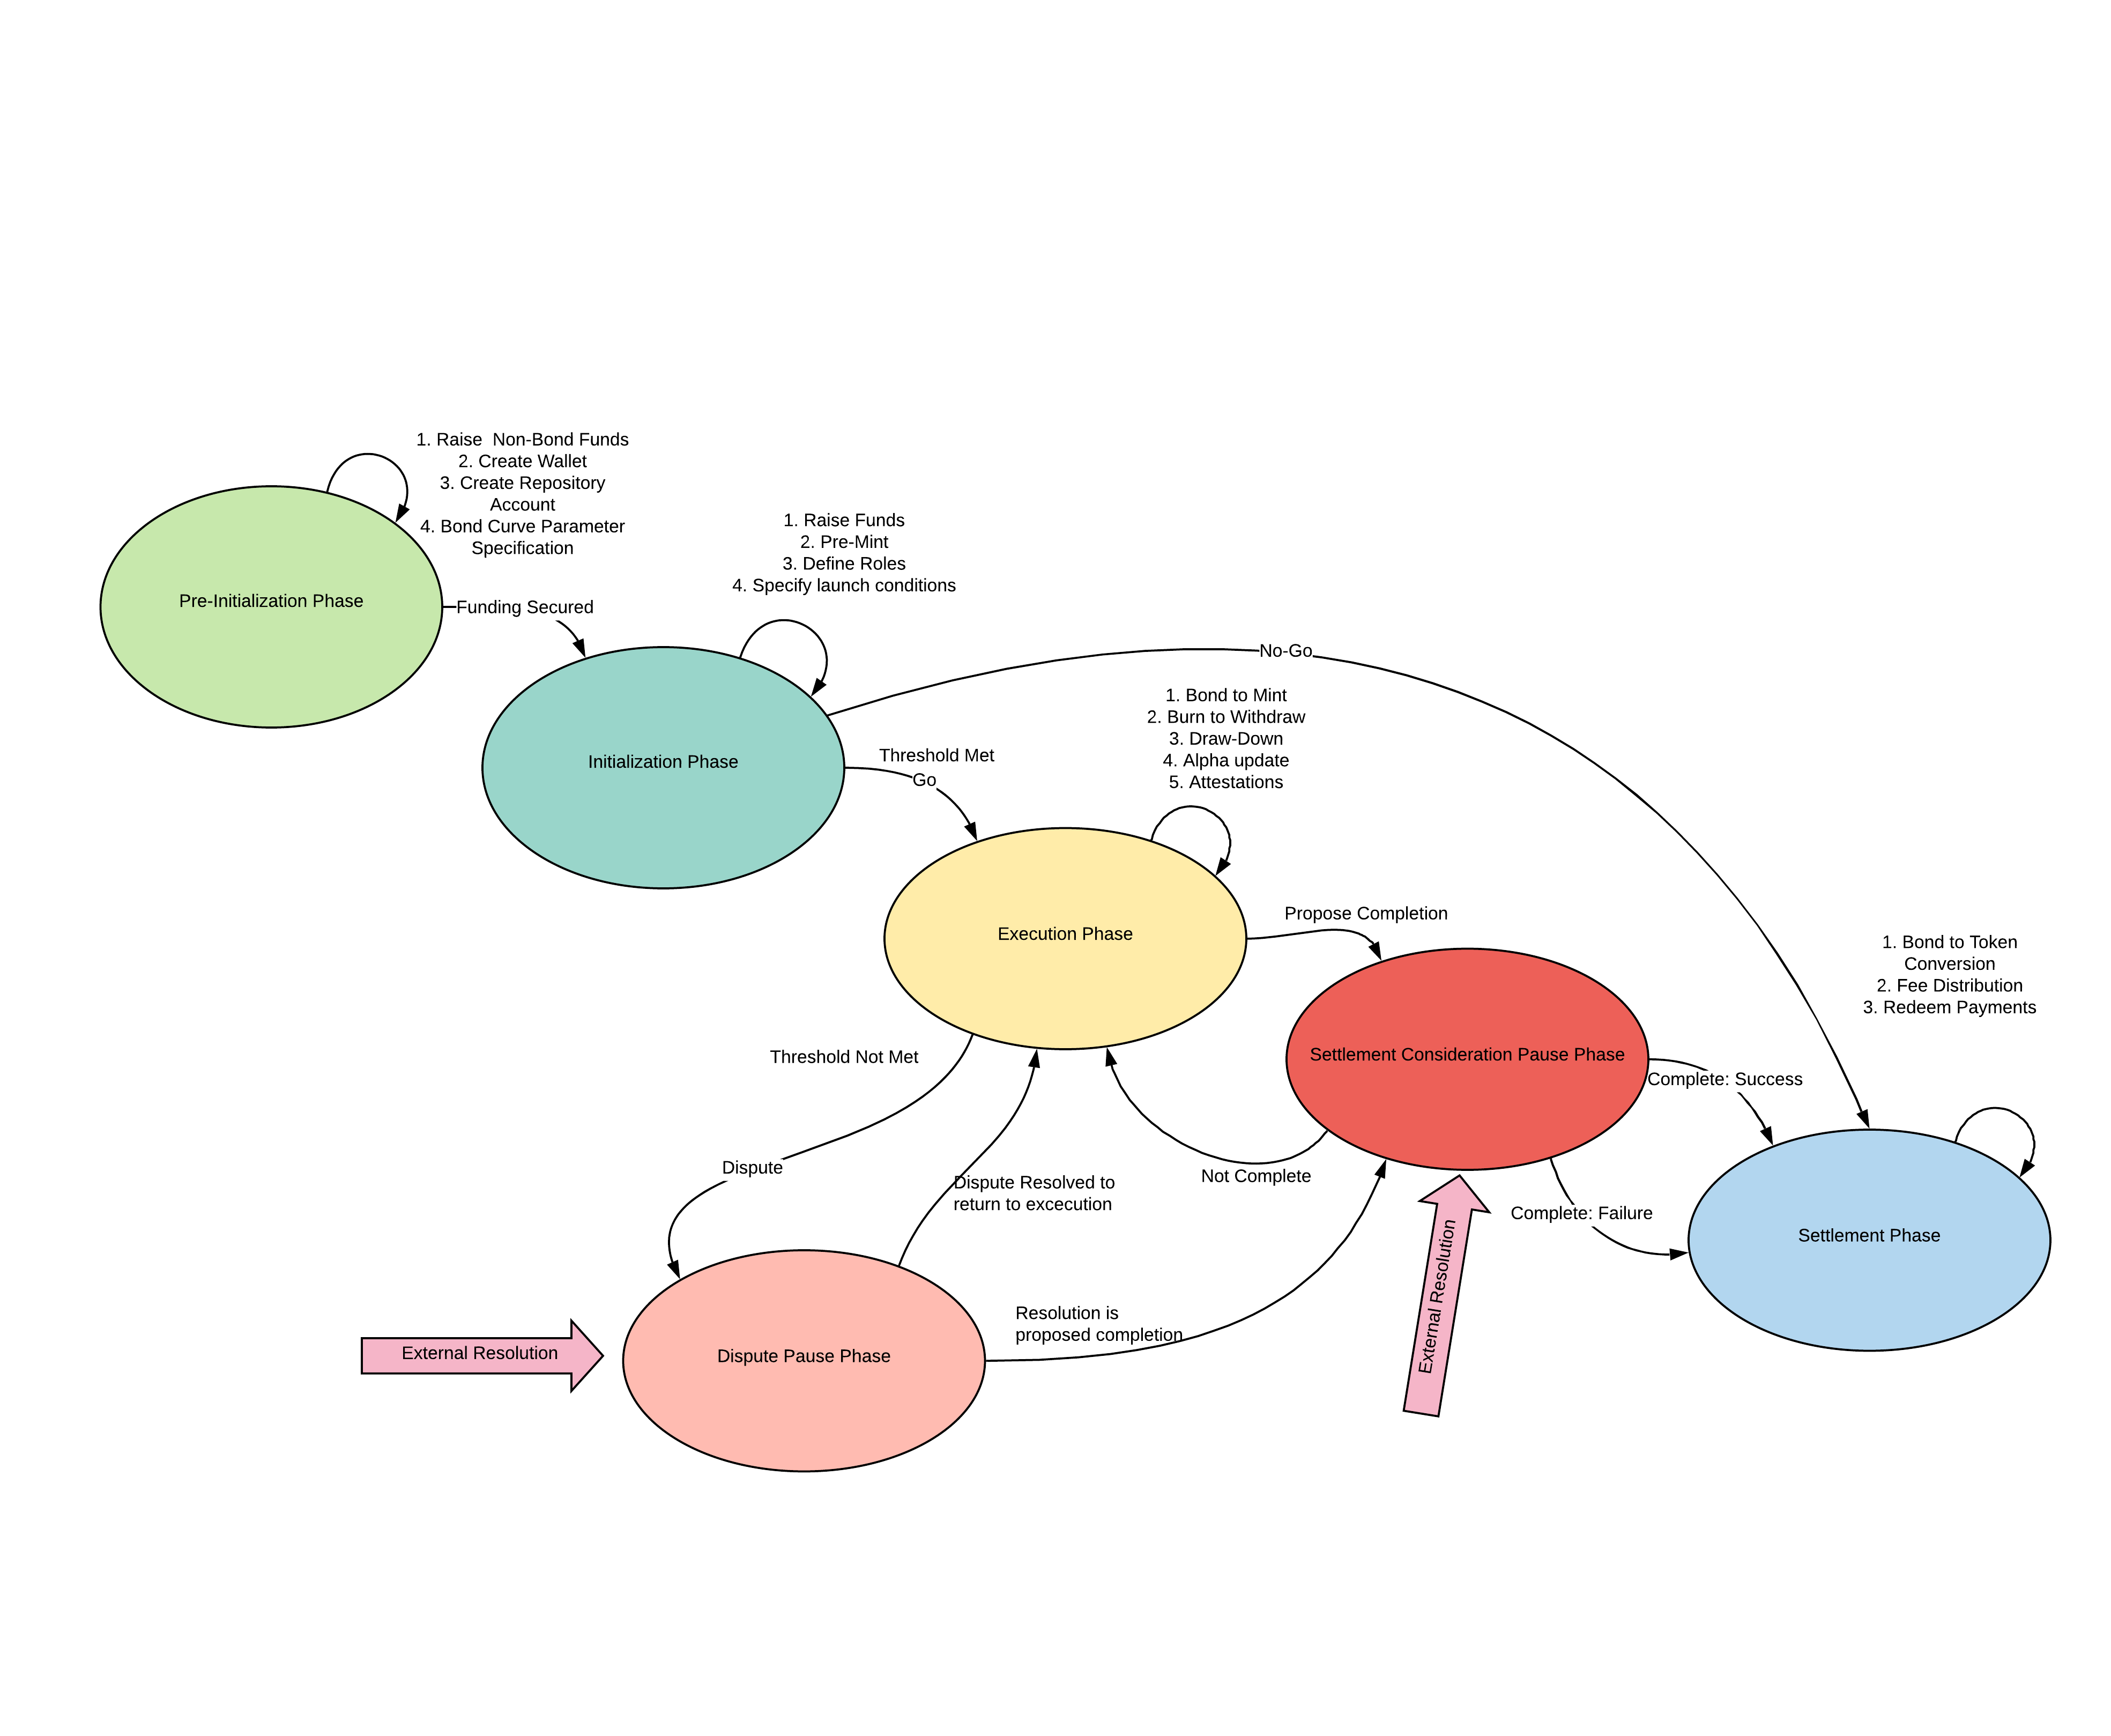 1. Raise  Non-Bond Funds
2. Create Wallet
3. Create Repository
Account
4. Bond Curve Parameter
Specification
Pre-Initialization Phase
Funding Secured
1. Raise Funds
2. Pre-Mint
3. Define Roles
4. Specify launch conditions
Initialization Phase
No-Go
Threshold Met
Go
1. Bond to Mint
2. Burn to Withdraw
3. Draw-Down
4. Alpha update
5. Attestations
Execution Phase
Propose Completion
1. Bond to Token
Conversion
2. Fee Distribution
3. Redeem Payments
Settlement Consideration Pause Phase
Threshold Not Met
Complete: Success
Dispute
Dispute Resolved to
return to excecution
Not Complete
Complete: Failure
Settlement Phase
External Resolution
Resolution is
proposed completion
External Resolution
Dispute Pause Phase